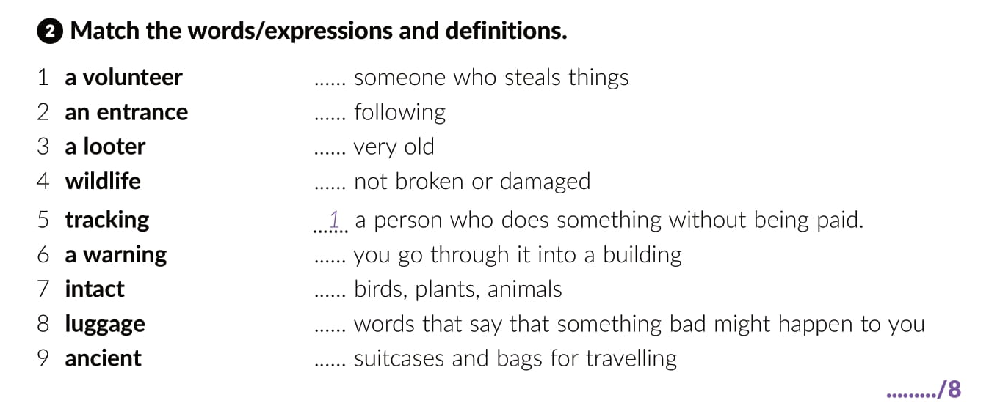 2 Match the words/expressions and definitions.
1 a volunteer ...... someone who steals things
2 an entrance ...... following
3 a looter ...... very old
4 wildlife ...... not broken or damaged
5 tracking ...1... a person who does something without being paid.
6 a warning ...... you go through it into a building
7 intact ...... birds, plants, animals
8 luggage ...... words that say that something bad might happen to you
9 ancient ...... suitcases and bags for travelling
........./8